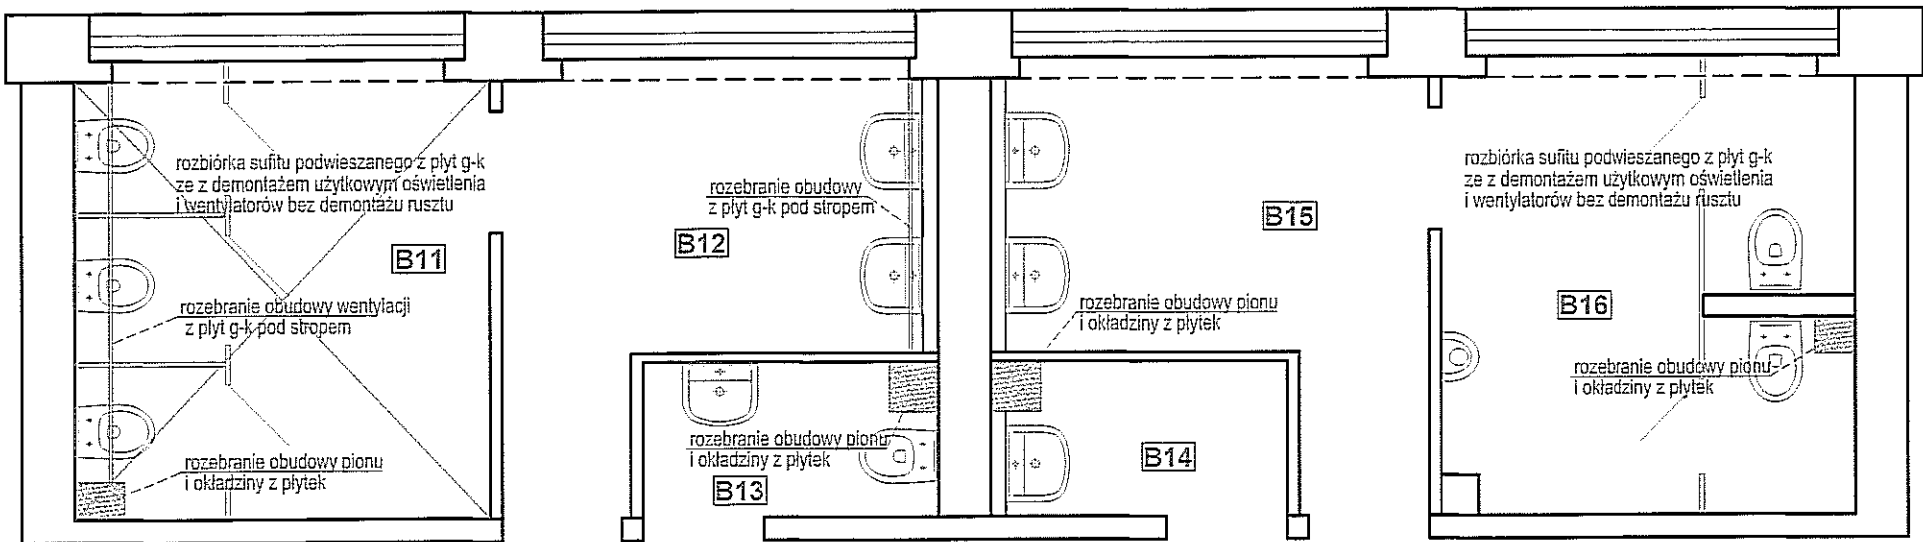 rozbiórka sufitu podwieszanego z płyt g-k
ze z demontażem użytkowym oświetlenia
i wentylatorów bez demontażu rusztu
B11
rozebranie obudowy wentylacji
z płyt g-k pod stropem
rozebranie obudowy pionu
i okładziny z płytek
rozebranie obudowy
z płyt g-k pod stropem
B12
rozebranie obudowy pionu
i okładziny z płytek
B13
B15
rozebranie obudowy pionu
i okładziny z płytek
B14
rozbiórka sufitu podwieszanego z płyt g-k
ze z demontażem użytkowym oświetlenia
i wentylatorów bez demontażu rusztu
B16
rozebranie obudowy pionu
i okładziny z płytek